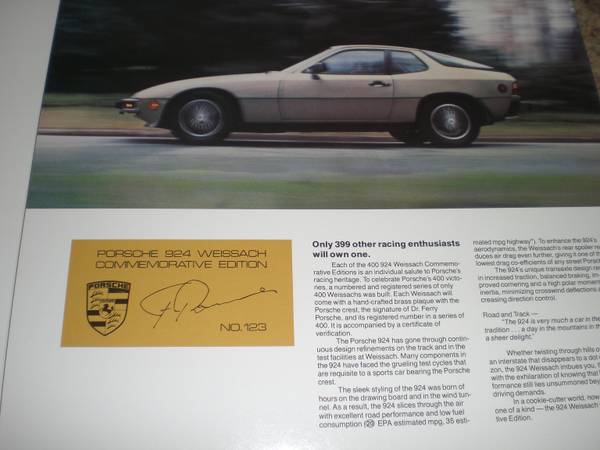 PORSCHE 924 WEISSACH
COMMEMORATIVE EDITION
PORSCHE
NO. 123
Only 399 other racing enthusiasts
will own one.
Each of the 400 924 Weissach Commemo-
rative Editions is an individual salute to Porsche's
racing heritage. To celebrate Porsche's 400 victo-
ries, a numbered and registered series of only
400 Weissachs was built. Each Weissach will
come with a hand-crafted brass plaque with the
Porsche crest, the signature of Dr. Ferry
Porsche, and its registered number in a series of
400. It is accompanied by a certificate of
verification.
The Porsche 924 has gone through contin-
uous design refinements on the track and in the
test facilities at Weissach. Many components in
the 924 have faced the grueling test cycles that
are requisite to a sports car bearing the Porsche
crest.
The sleek styling of the 924 was born of
hours on the drawing board and in the wind tun-
nel. As a result, the 924 slices through the air
with excellent road performance and low fuel
consumption (20 EPA estimated mpg, 35 esti-
mated mpg highway*). To enhance the 924's
aerodynamics, the Weissach's rear spoiler re-
duces air drag even further, giving it one of the
lowest drag co-efficients of any street Porsche
The 924's unique transaxle design re
in increased traction, balanced braking, im-
proved cornering and a high polar moment
inertia, minimizing crosswind deflections a
creasing direction control.
Road and Track —
"The 924 is very much a car in the
tradition . . . a day in the mountains in th
a sheer delight."
Whether twisting through hills o
an interstate that disappears to a dot
zon, the 924 Weissach imbues you,
with the exhilaration of knowing that
formance still lies unsummoned bey
driving demands.
In a cookie-cutter world, now
one of a kind — the 924 Weissach
tive Edition.